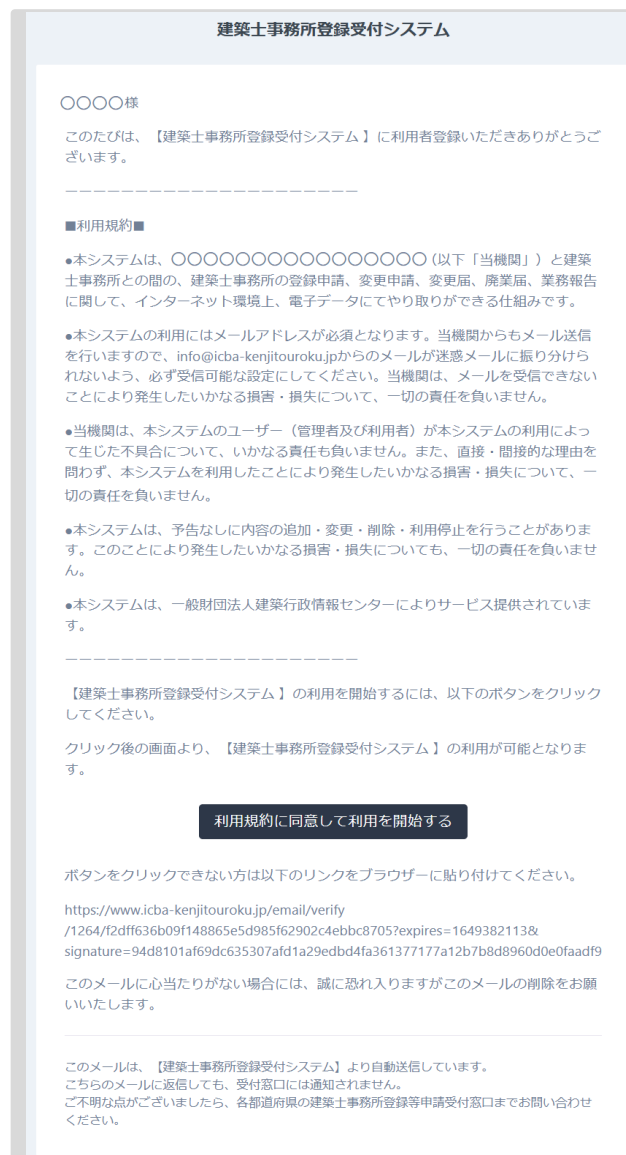 建築士事務所登録受付システム
〇〇〇〇様
このたびは、【建築士事務所登録受付システム 】に利用者登録いただきありがとうご
ざいます。
ーーーーーーーーーーーーーーーーーーーーー
■利用規約■
●本システムは、〇〇〇〇〇〇〇〇〇〇〇〇〇〇〇〇(以下「当機関」）と建築
士事務所との間の、建築士事務所の登録申請、変更申請、変更届、廃業届、業務報告
に関して、インターネット環境上、電子データにてやり取りができる仕組みです。
●本システムの利用にはメールアドレスが必須となります。当機関からもメール送信
を行いますので、info@icba-kenjitouroku.jpからのメールが迷惑メールに振り分けら
れないよう、必ず受信可能な設定にしてください。当機関は、メールを受信できない
ことにより発生したいかなる損害・損失について、一切の責任を負いません。
●当機関は、本システムのユーザー（管理者及び利用者）が本システムの利用によっ
て生じた不具合について、いかなる責任も負いません。また、直接・間接的な理由を
問わず、本システムを利用したことにより発生したいかなる損害・損失について、一
切の責任を負いません。
●本システムは、予告なしに内容の追加・変更・削除・利用停止を行うことがありま
す。このことにより発生したいかなる損害・損失についても、一切の責任を負いませ
ん。
●本システムは、一般財団法人建築行政情報センターによりサービス提供されていま
す。
ーーーーーーーーーーーーーーーーーーーーー
【建築士事務所登録受付システム 】の利用を開始するには、以下のボタンをクリック
してください。
クリック後の画面より、【建築士事務所登録受付システム 】の利用が可能となりま
す。
利用規約に同意して利用を開始する
ボタンをクリックできない方は以下のリンクをブラウザーに貼り付けてください。
https://www.icba-kenjitouroku.jp/email/verify
/1264/f2dff636b09f148865e5d985f62902c4ebbc8705?expires=1649382113&
signature=94d8101af69dc635307afd1a29edbd4fa361377177a12b7b8d8960d0e0faadf9
このメールに心当たりがない場合には、誠に恐れ入りますがこのメールの削除をお願
いいたします。
このメールは、【建築士事務所登録受付システム】より自動送信しています。
こちらのメールに返信しても、受付窓口には通知されません。
ご不明な点がございましたら、各都道府県の建築士事務所登録等申請受付窓口までお問い合わせ
ください。